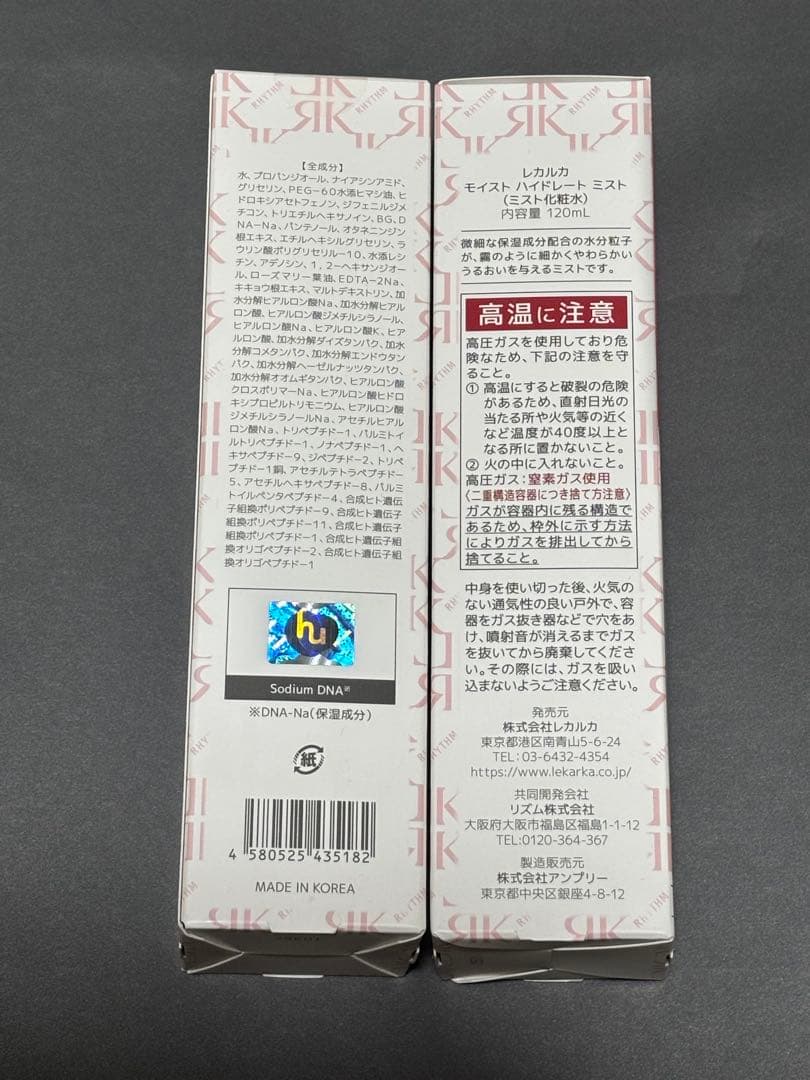 RHYTHM
【全成分】
水、プロパンジオール、ナイアシンアミド、
グリセリン、PEG-60水添ヒマシ油、ヒ
ドロキシアセトフェノン、ジフェニルジメ
チコン、トリエチルヘキサノイン、BG、D
NA-Na、パンテノール、オタネニンジン
根エキス、エチルヘキシルグリセリン、ラ
ウリン酸ポリグリセリル-10、水添レシ
チン、アデノシン、1，2-ヘキサンジオー
ル、ローズマリー葉油、EDTA-2Na、
キキョウ根エキス、マルトデキストリン、加
水分解ヒアルロン酸Na、加水分解ヒアル
ロン酸、ヒアルロン酸ジメチルシラノール、
ヒアルロン酸Na、ヒアルロン酸K、ヒア
ルロン酸、加水分解ダイズタンパク、加水
分解コメタンパク、加水分解エンドウタン
パク、加水分解ヘーゼルナッツタンパク、
加水分解オオムギタンパク、ヒアルロン酸
クロスポリマーNa、ヒアルロン酸ヒドロ
キシプロピルトリモニウム、ヒアルロン酸
ジメチルシラノールNa、アセチルヒアル
ロン酸Na、トリペプチド-1、パルミトイ
ルトリペプチド-1、ノナペプチド-1、ヘ
キサペプチド-9、ジペプチド-2、トリペ
プチド-1銅、アセチルテトラペプチド-
5、アセチルヘキサペプチド-8、パルミ
トイルペンタペプチド-4、合成ヒト遺伝
子組換ポリペプチド-9、合成ヒト遺伝子
組換ポリペプチド-11、合成ヒト遺伝子
組換ポリペプチド-1、合成ヒト遺伝子組
換オリゴペプチド-2、合成ヒト遺伝子組
換オリゴペプチド-1
hu
Sodium DNA※
※DNA-Na(保湿成分)
紙
4 580525 435182
MADE IN KOREA
RHYTHM
レカルカ
モイスト ハイドレート ミスト
(ミスト化粧水)
内容量 120mL
微細な保湿成分配合の水分粒子
が、霧のように細かくやわらかい
うるおいを与えるミストです。
高温に注意
高圧ガスを使用しており危
険なため、下記の注意を守
ること。
① 高温にすると破裂の危険
があるため、直射日光の
当たる所や火気等の近く
など温度が40度以上と
なる所に置かないこと。
② 火の中に入れないこと。
高圧ガス：窒素ガス使用
〈二重構造容器につき捨て方注意〉
ガスが容器内に残る構造で
あるため、枠外に示す方法
によりガスを排出してから
捨てること。
中身を使い切った後、火気の
ない通気性の良い戸外で、容
器をガス抜き器などで穴をあ
け、噴射音が消えるまでガス
を抜いてから廃棄してくださ
い。その際には、ガスを吸い
込まないようご注意ください。
発売元
株式会社レカルカ
東京都港区南青山5-6-24
TEL：03-6432-4354
https://www.lekarka.co.jp/
共同開発会社
リズム株式会社
大阪府大阪市福島区福島1-1-12
TEL:0120-364-367
製造販売元
株式会社アンプリー
東京都中央区銀座4-8-12